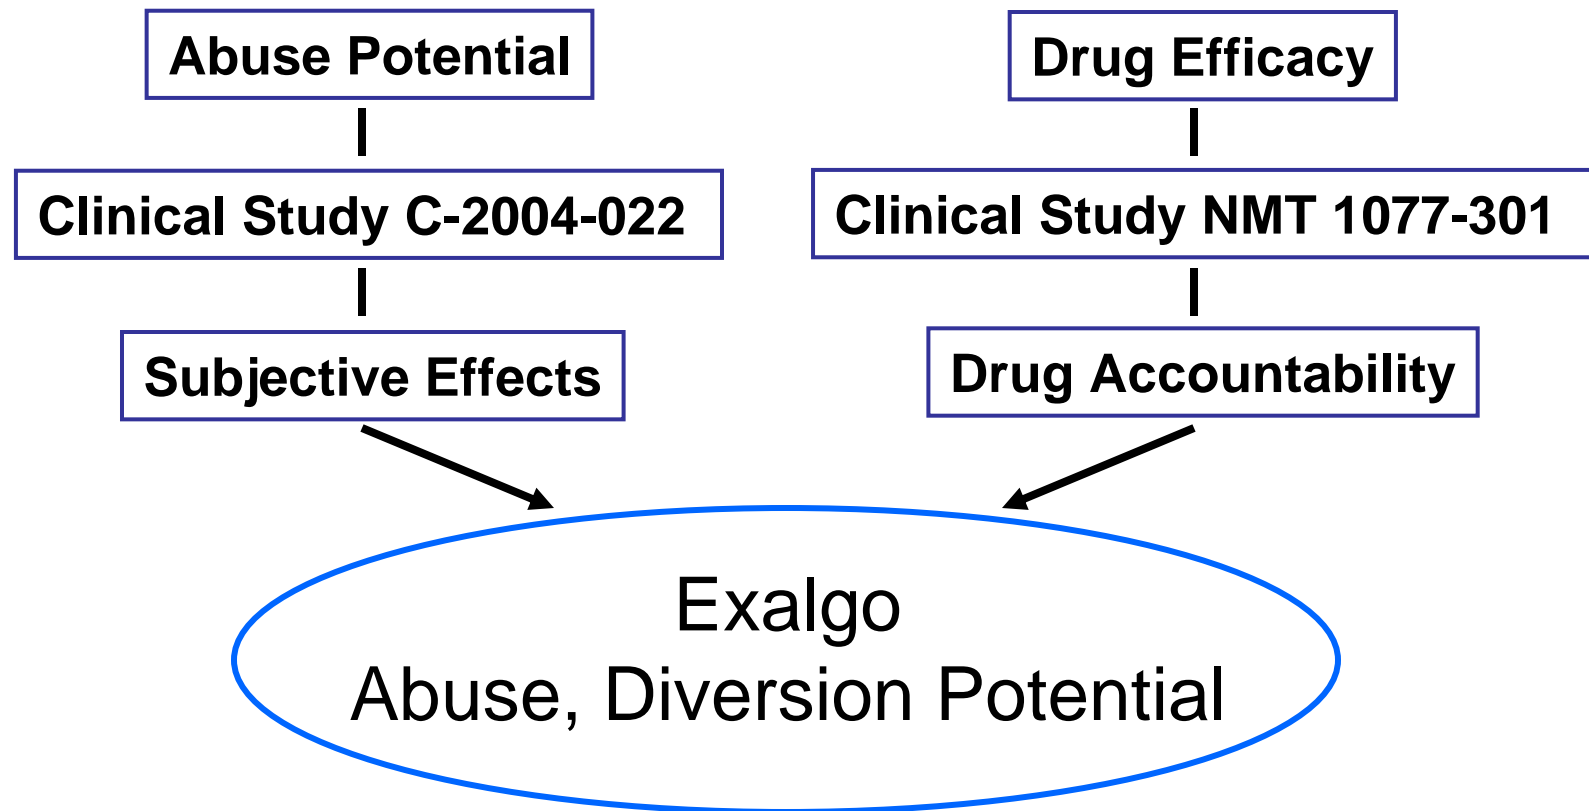 Abuse Potential
Drug Efficacy
Clinical Study C-2004-022
Clinical Study NMT 1077-301
Subjective Effects
Drug Accountability
Exalgo
Abuse, Diversion Potential